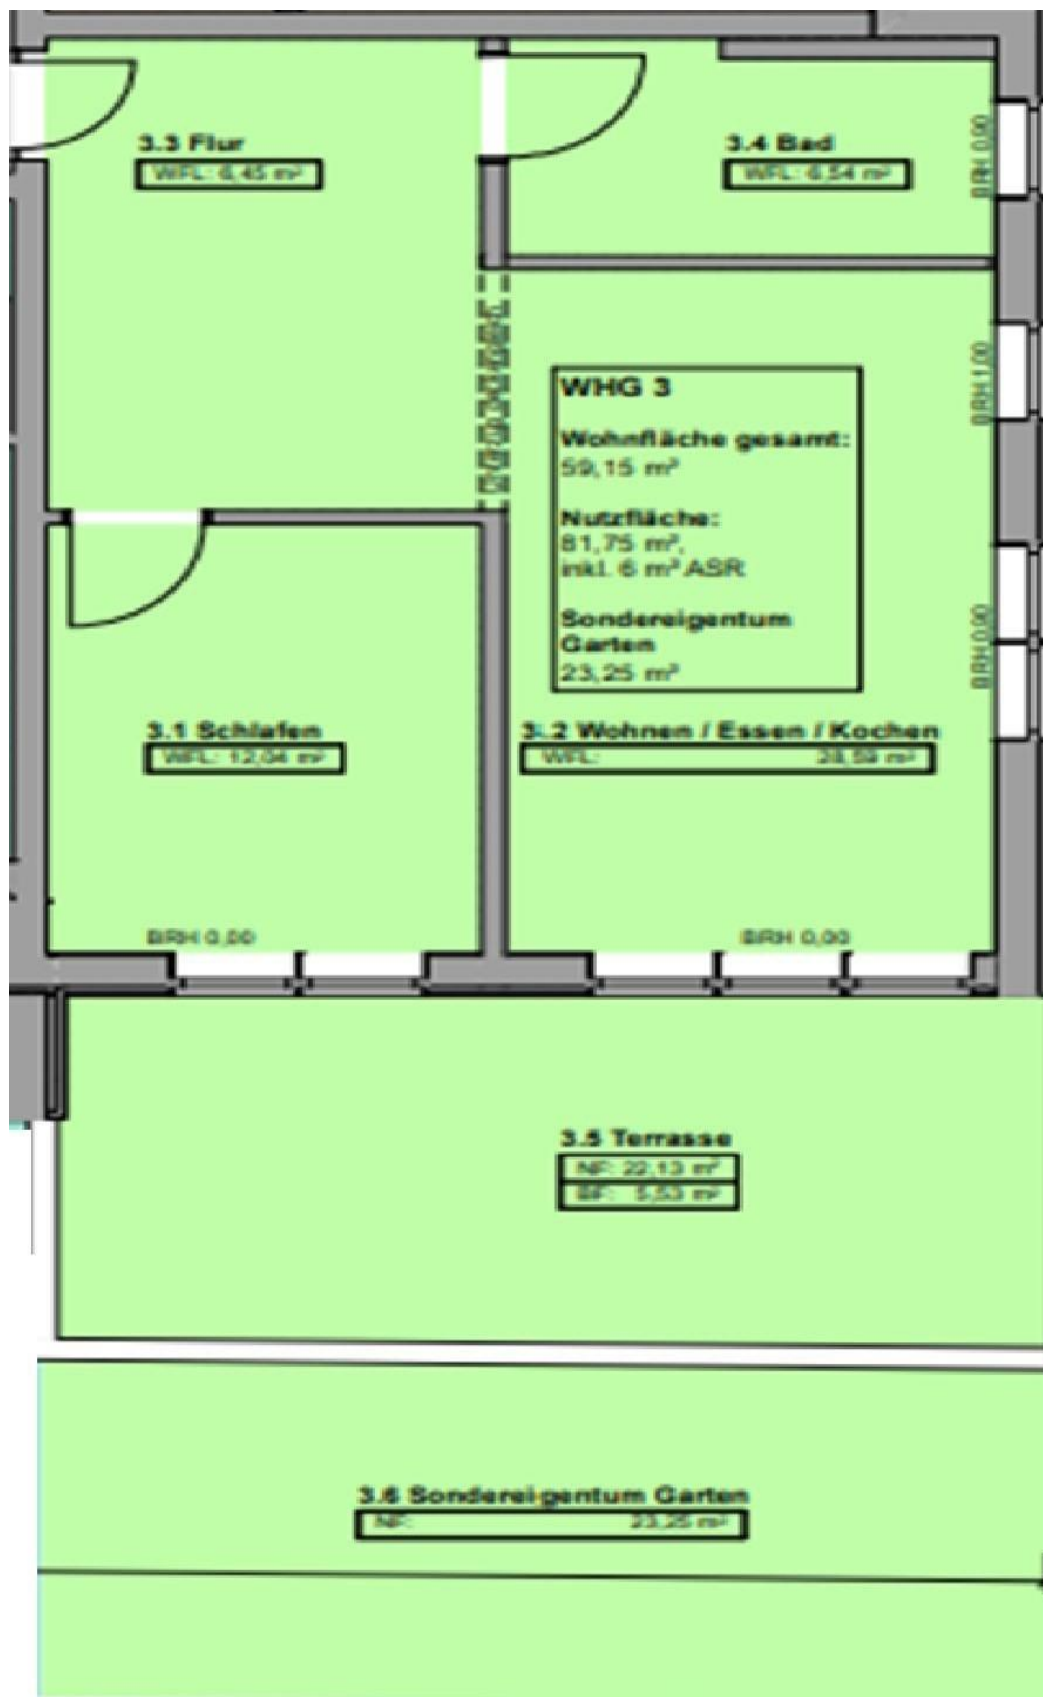 3.3 Flur
WFL: 6,45 m²
3.4 Bad
WFL: 6,54 m²
BRH 0,90
BRH 1,00
WHG 3
Wohnfläche gesamt:
59,15 m²
Nutzfläche:
81,75 m²,
inkl. 6 m² ASR
Sondereigentum
Garten
23,25 m²
BRH 0,90
3.1 Schlafen
WFL: 12,04 m²
3.2 Wohnen / Essen / Kochen
WFL: 28,59 m²
BRH 0,00
BRH 0,00
3.5 Terrasse
NF: 22,13 m²
BF: 5,53 m²
3.6 Sondereigentum Garten
NF: 23,25 m²